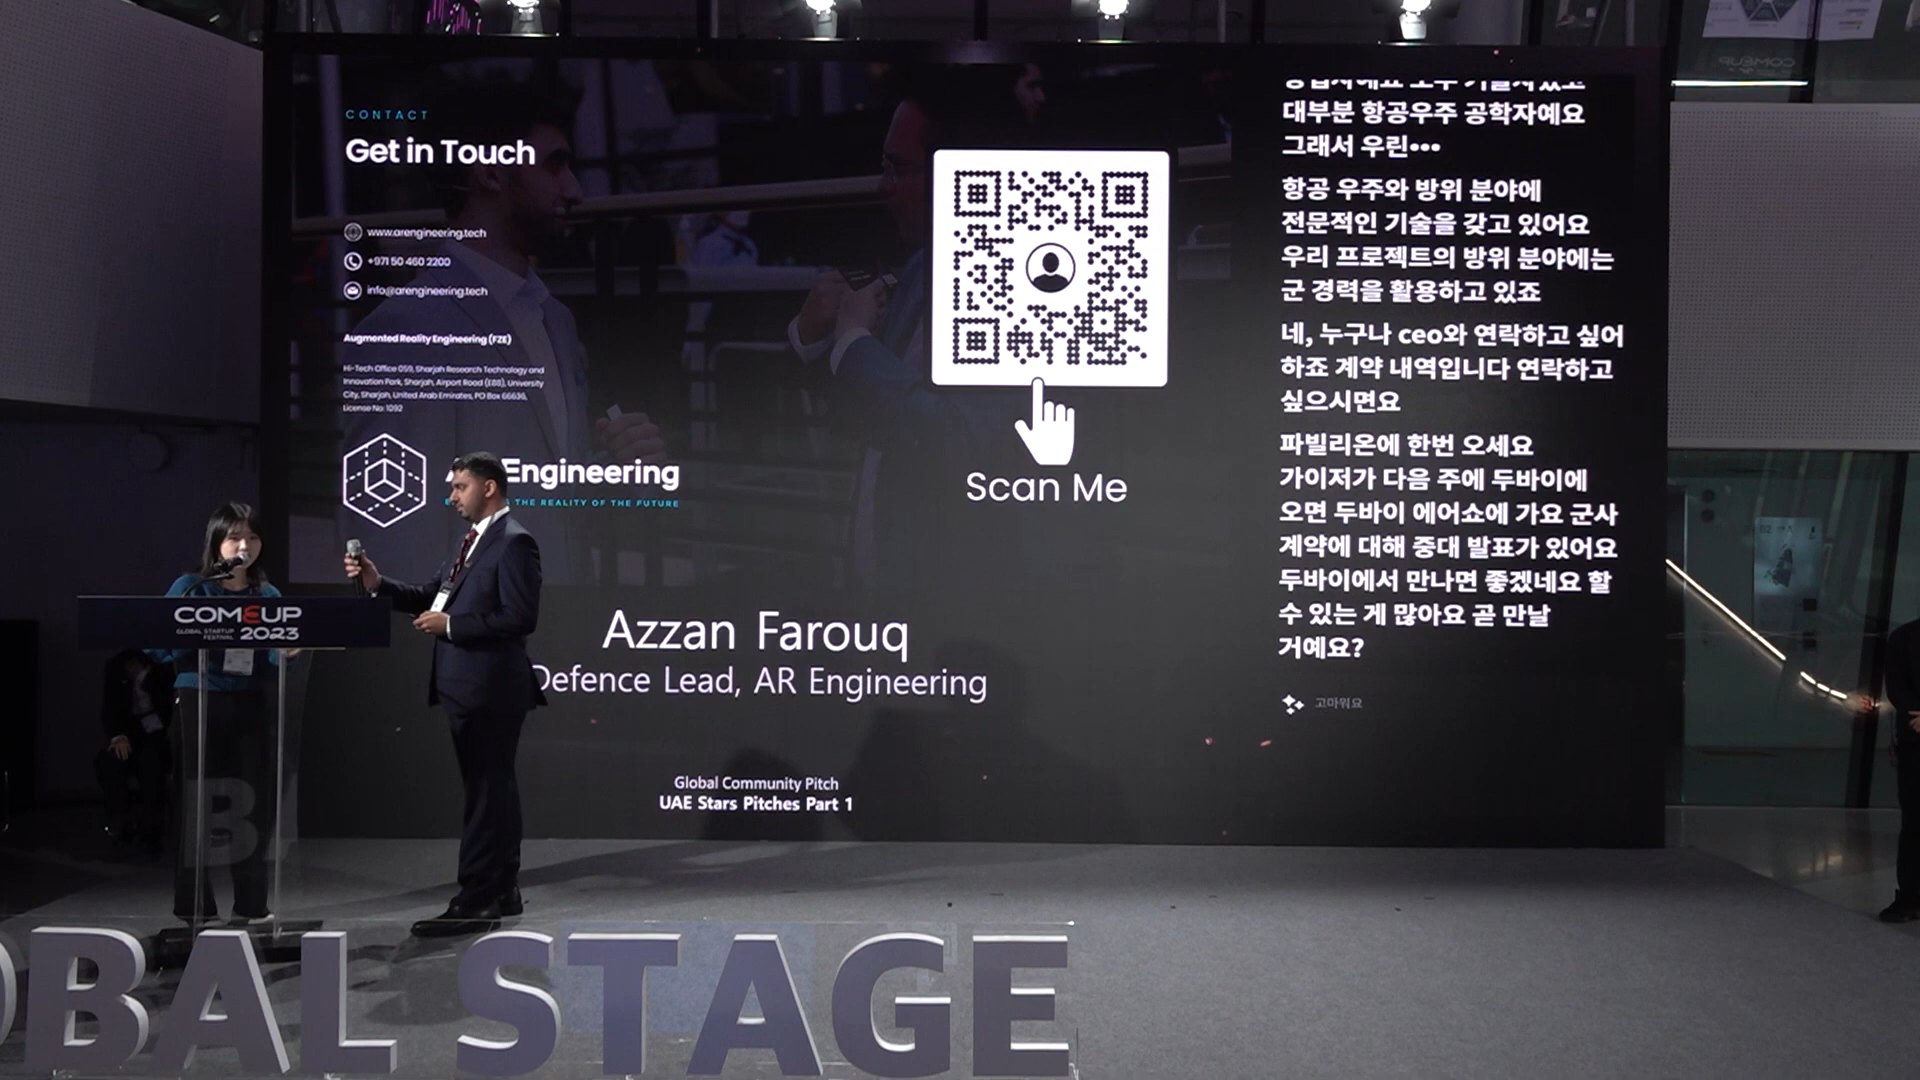 CONTACT
Get in Touch
www.arengineering.tech
+971 50 460 2200
info@arengineering.tech
Augmented Reality Engineering (FZE)
Hi-Tech Office 059, Sharjah Research Technology and
Innovation Park, Sharjah, Airport Road (E88), University
City, Sharjah, United Arab Emirates, PO Box 66636,
License No: 1092
Engineering
THE REALITY OF THE FUTURE
Scan Me
Azzan Farouq
Defence Lead, AR Engineering
Global Community Pitch
UAE Stars Pitches Part 1
대부분 항공우주 공학자예요
그래서 우린•••
항공 우주와 방위 분야에
전문적인 기술을 갖고 있어요
우리 프로젝트의 방위 분야에는
군 경력을 활용하고 있죠
네, 누구나 ceo와 연락하고 싶어
하죠 계약 내역입니다 연락하고
싶으시면요
파빌리온에 한번 오세요
가이저가 다음 주에 두바이에
오면 두바이 에어쇼에 가요 군사
계약에 대해 중대 발표가 있어요
두바이에서 만나면 좋겠네요 할
수 있는 게 많아요 곧 만날
거예요?
고마워요
COMEUP
GLOBAL STARTUP
FESTIVAL 2023
BAL STAGE